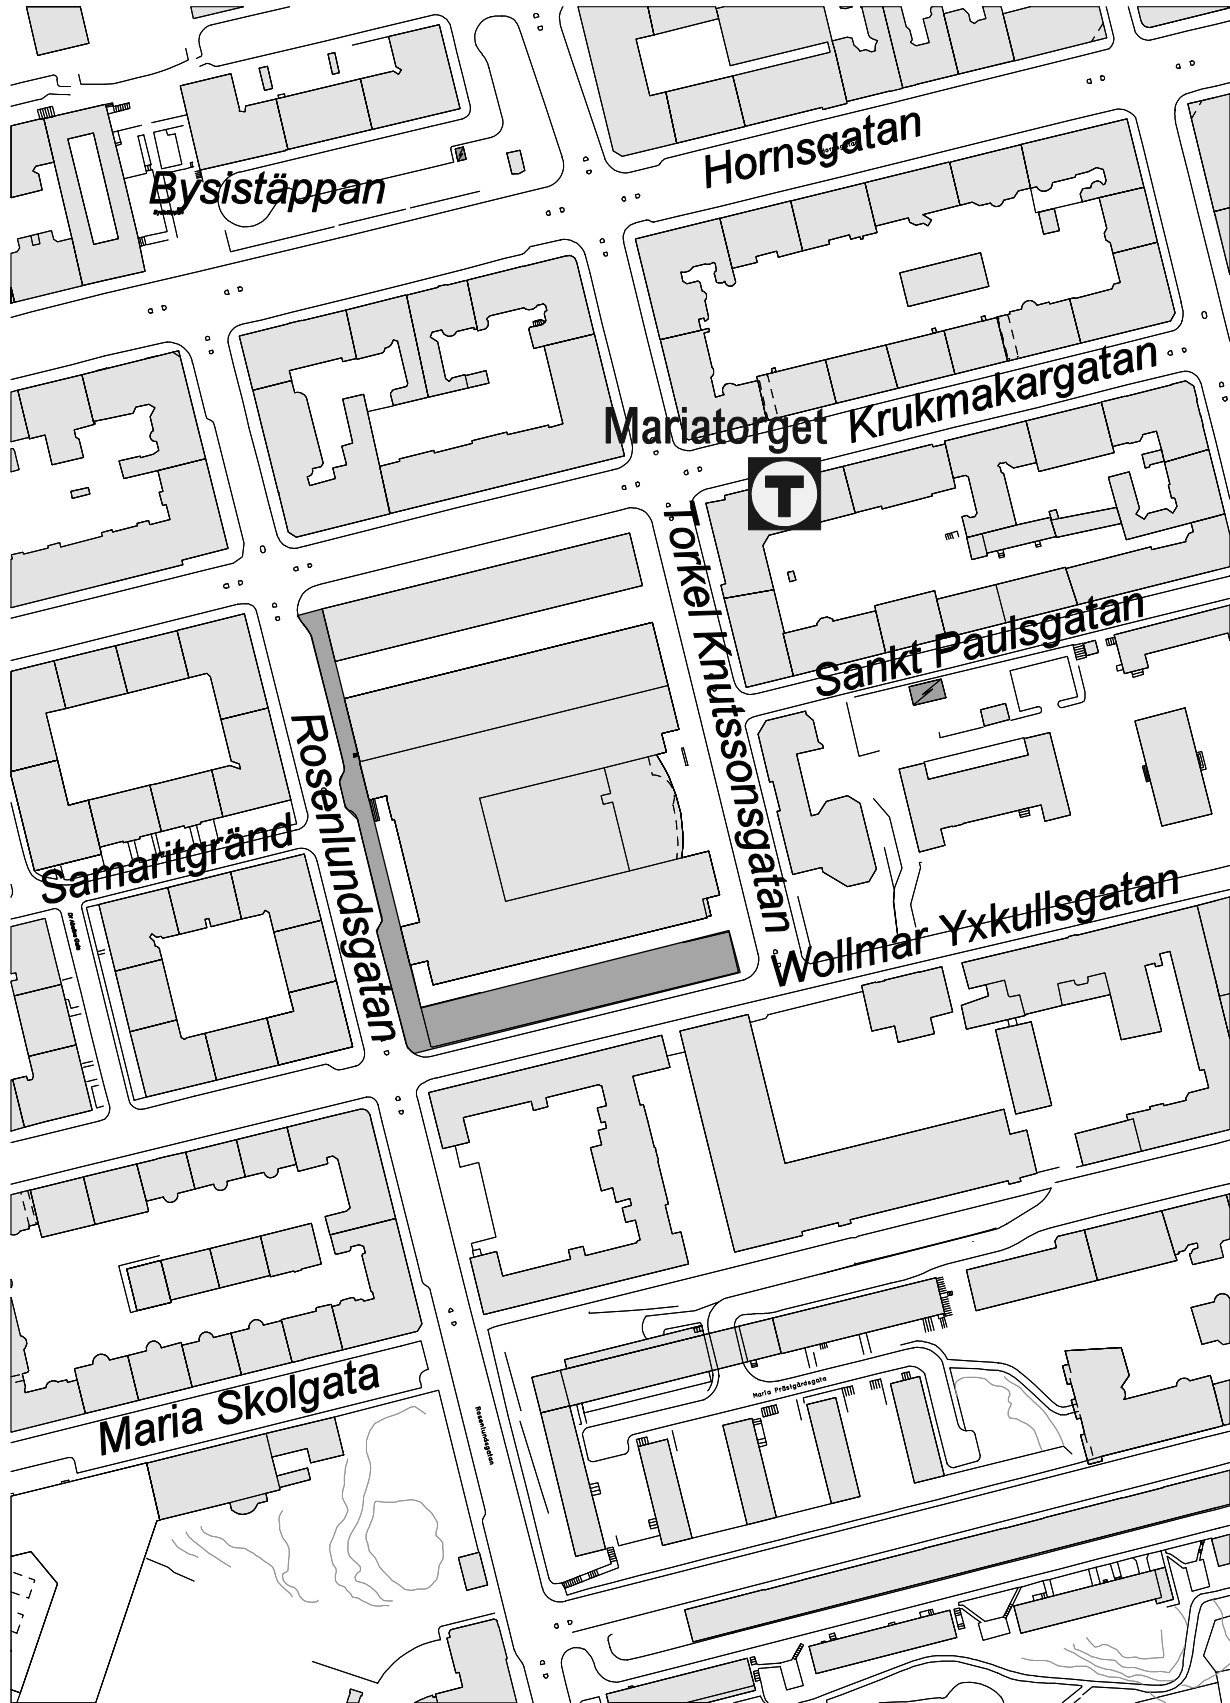 Hornsgatan
Bysistäppan
Krukmakargatan
Mariatorget
T
Torkel Knutssonsgatan
Sankt Paulsgatan
Rosenlundsgatan
Samaritgränd
Wollmar Yxkullsgatan
Maria Skolgata
Maria Prästgårdsgata
Rosenlundsgatan